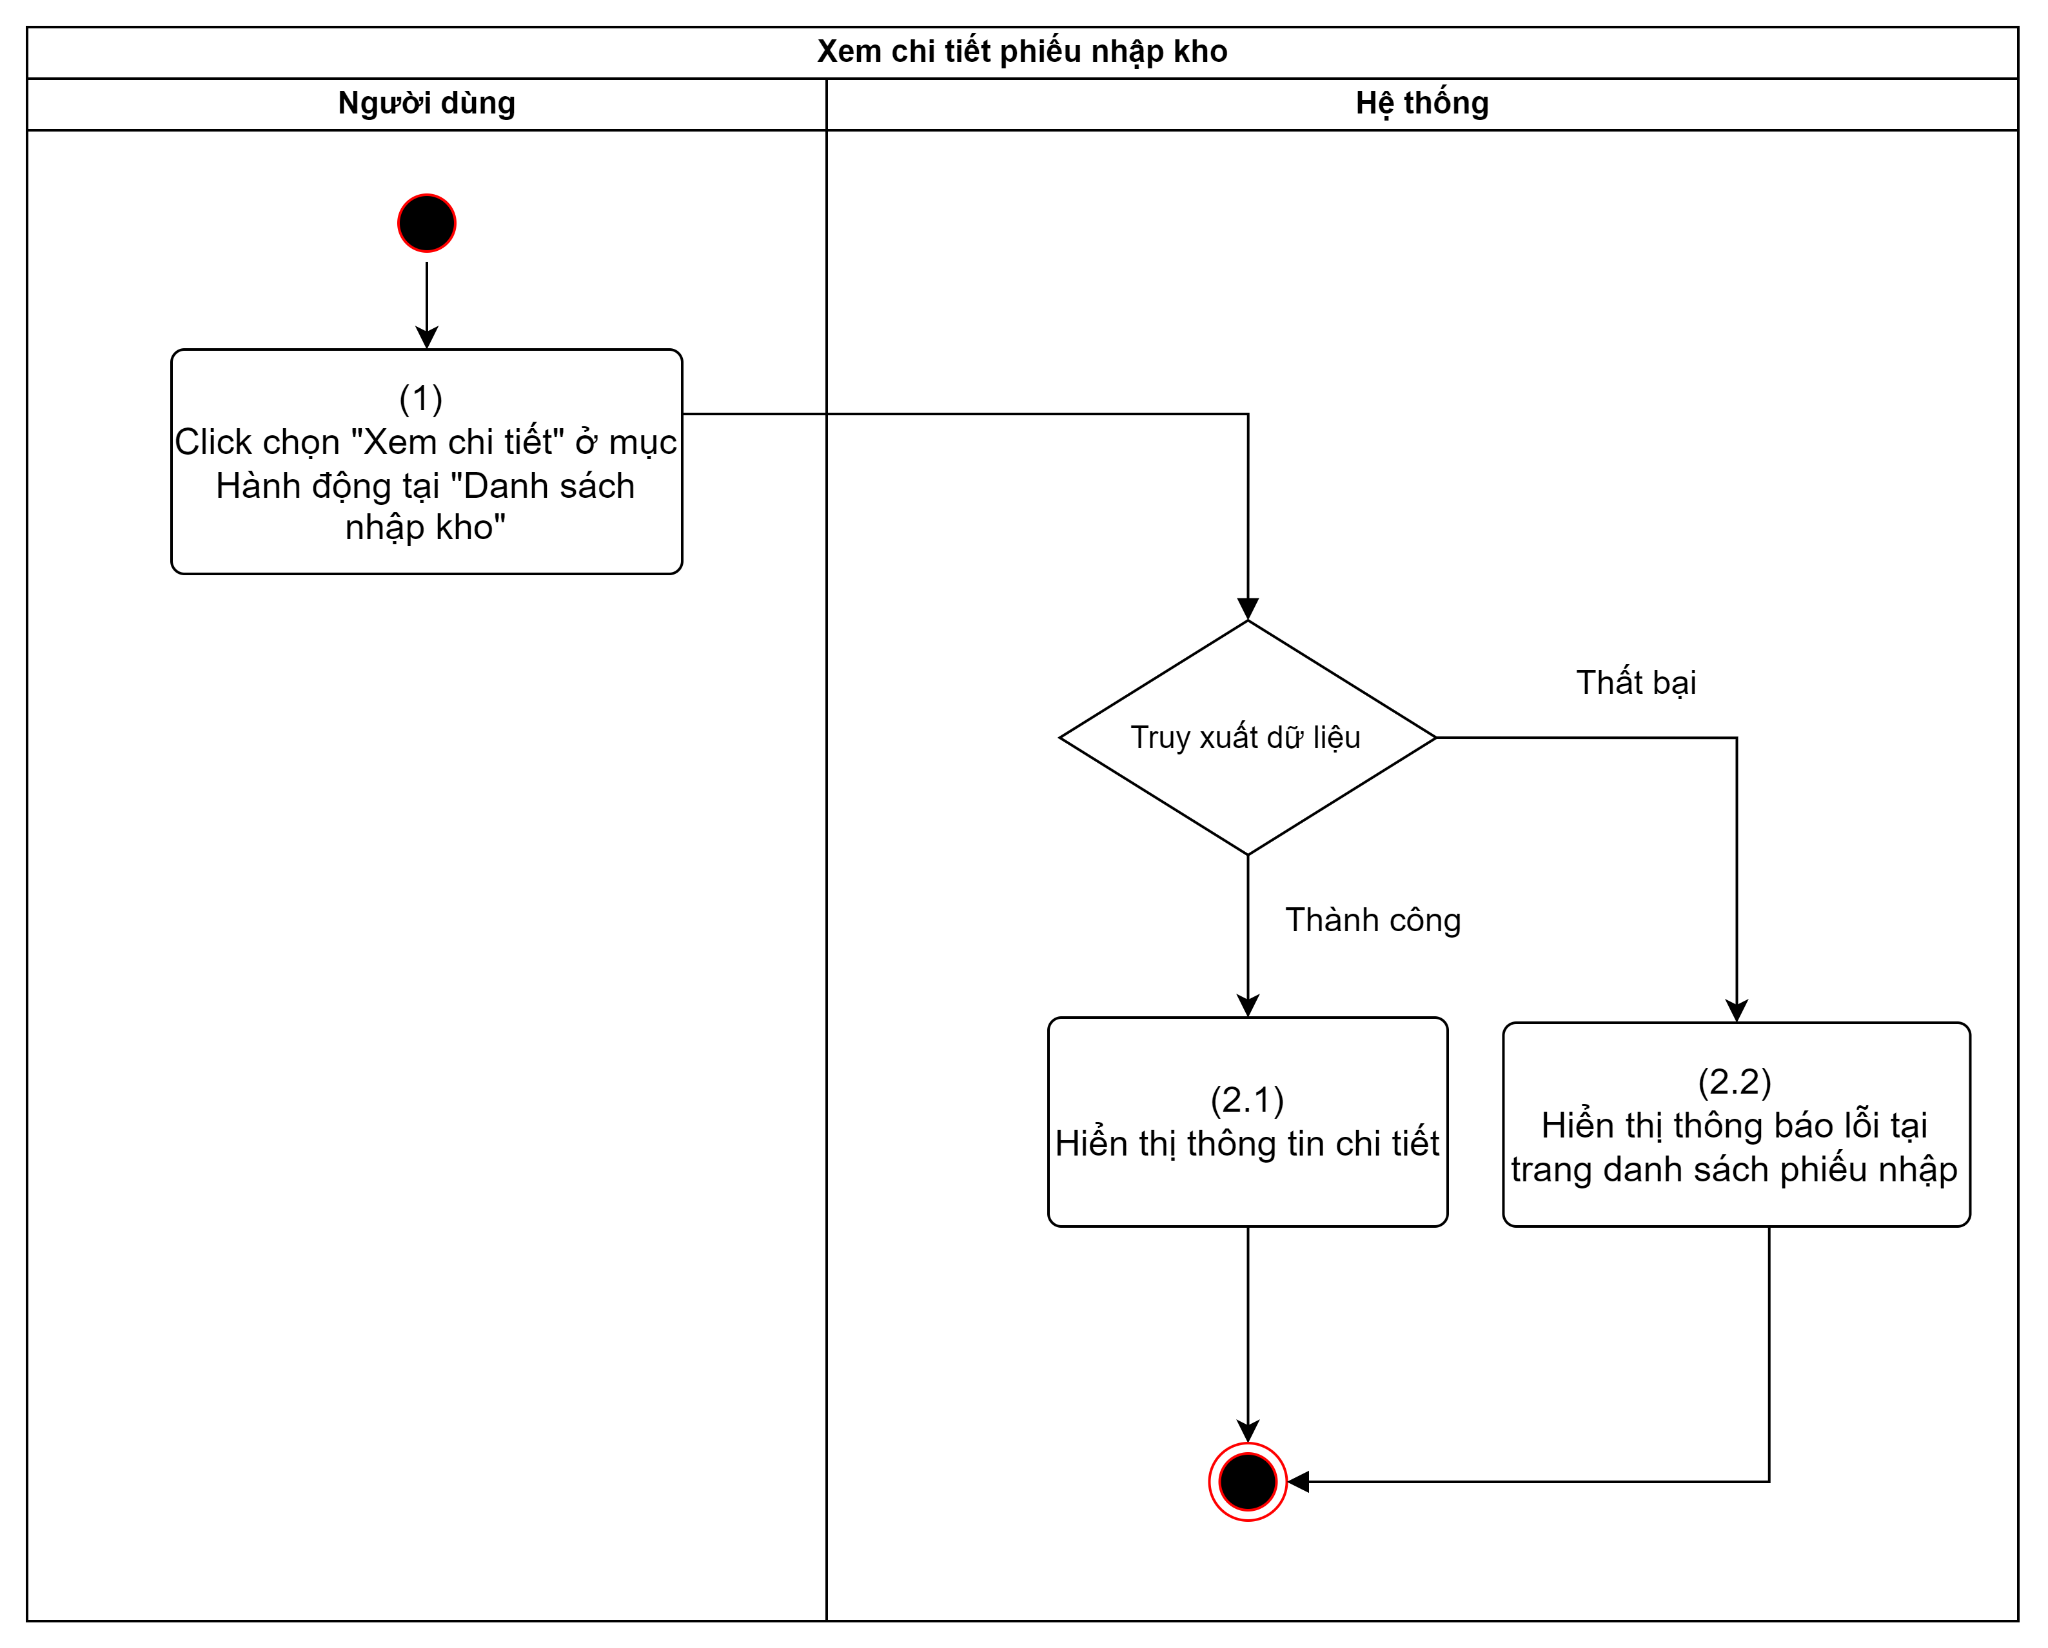 Xem chi tiết phiếu nhập kho
Người dùng
Hệ thống
(1)
Click chọn "Xem chi tiết" ở mục
Hành động tại "Danh sách
nhập kho"
Truy xuất dữ liệu
Thất bại
Thành công
(2.1)
Hiển thị thông tin chi tiết
(2.2)
Hiển thị thông báo lỗi tại
trang danh sách phiếu nhập